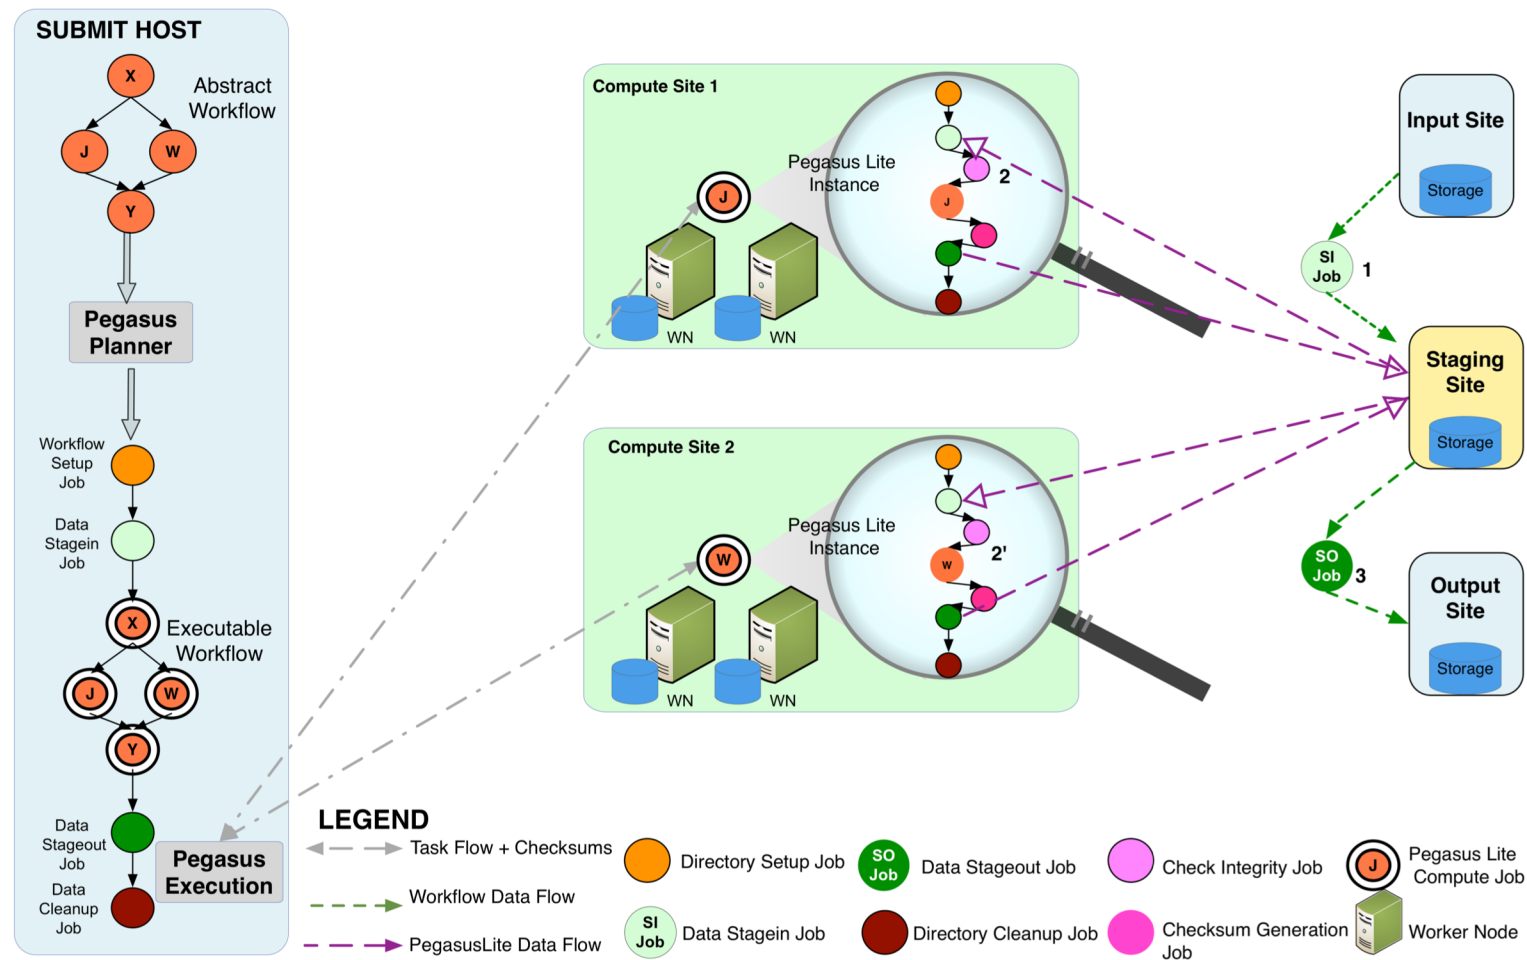 SUBMIT HOST
X
Abstract
Workflow
J
W
Y
Pegasus
Planner
Workflow
Setup
Job
Data
Stagein
Job
X
Executable
Workflow
J
W
Y
Data
Stageout
Job
Pegasus
Execution
Data
Cleanup
Job
Compute Site 1
Pegasus Lite
Instance
J
2
J
WN
WN
Compute Site 2
Pegasus Lite
Instance
W
2'
W
WN
WN
Input Site
Storage
SI
Job
1
Staging
Site
Storage
SO
Job
3
Output
Site
Storage
LEGEND
Task Flow + Checksums
Workflow Data Flow
PegasusLite Data Flow
Directory Setup Job
SI
Job
Data Stagein Job
SO
Job
Data Stageout Job
Directory Cleanup Job
Check Integrity Job
Checksum Generation
Job
J
Pegasus Lite
Compute Job
Worker Node